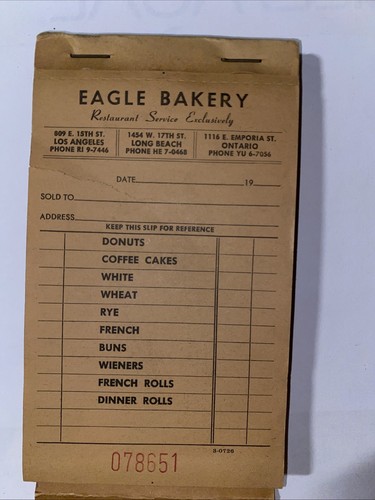 EAGLE BAKERY
Restaurant Service Exclusively
809 E. 15TH ST. 1454 W. 17TH ST. 1116 E. EMPORIA ST.
LOS ANGELES LONG BEACH ONTARIO
PHONE RI 9-7446 PHONE HE 7-0468 PHONE YU 6-7056
DATE 19
SOLD TO
ADDRESS
KEEP THIS SLIP FOR REFERENCE
DONUTS
COFFEE CAKES
WHITE
WHEAT
RYE
FRENCH
BUNS
WIENERS
FRENCH ROLLS
DINNER ROLLS
078651